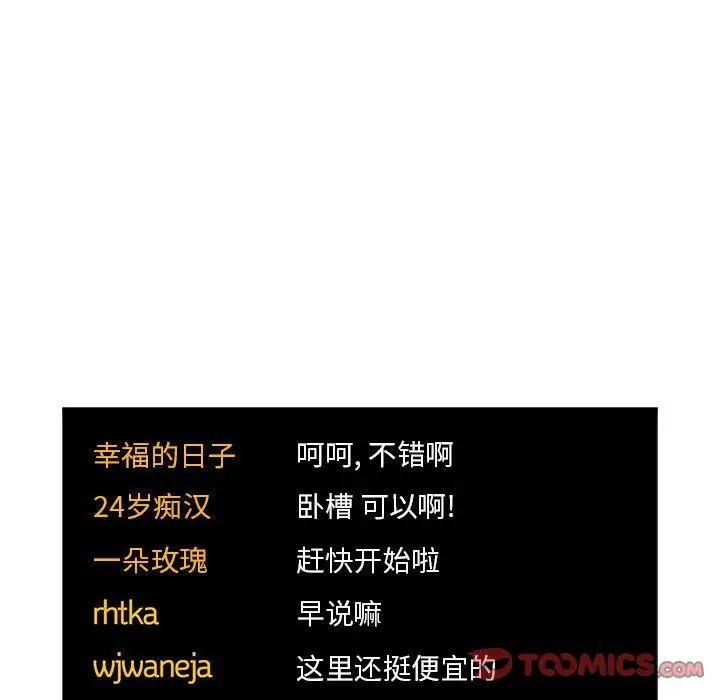 幸福的日子 呵呵, 不错啊
24岁痴汉 卧槽 可以啊!
一朵玫瑰 赶快开始啦
rhtka 早说嘛
wjwaneja 这里还挺便宜的
TOOMICS.COM